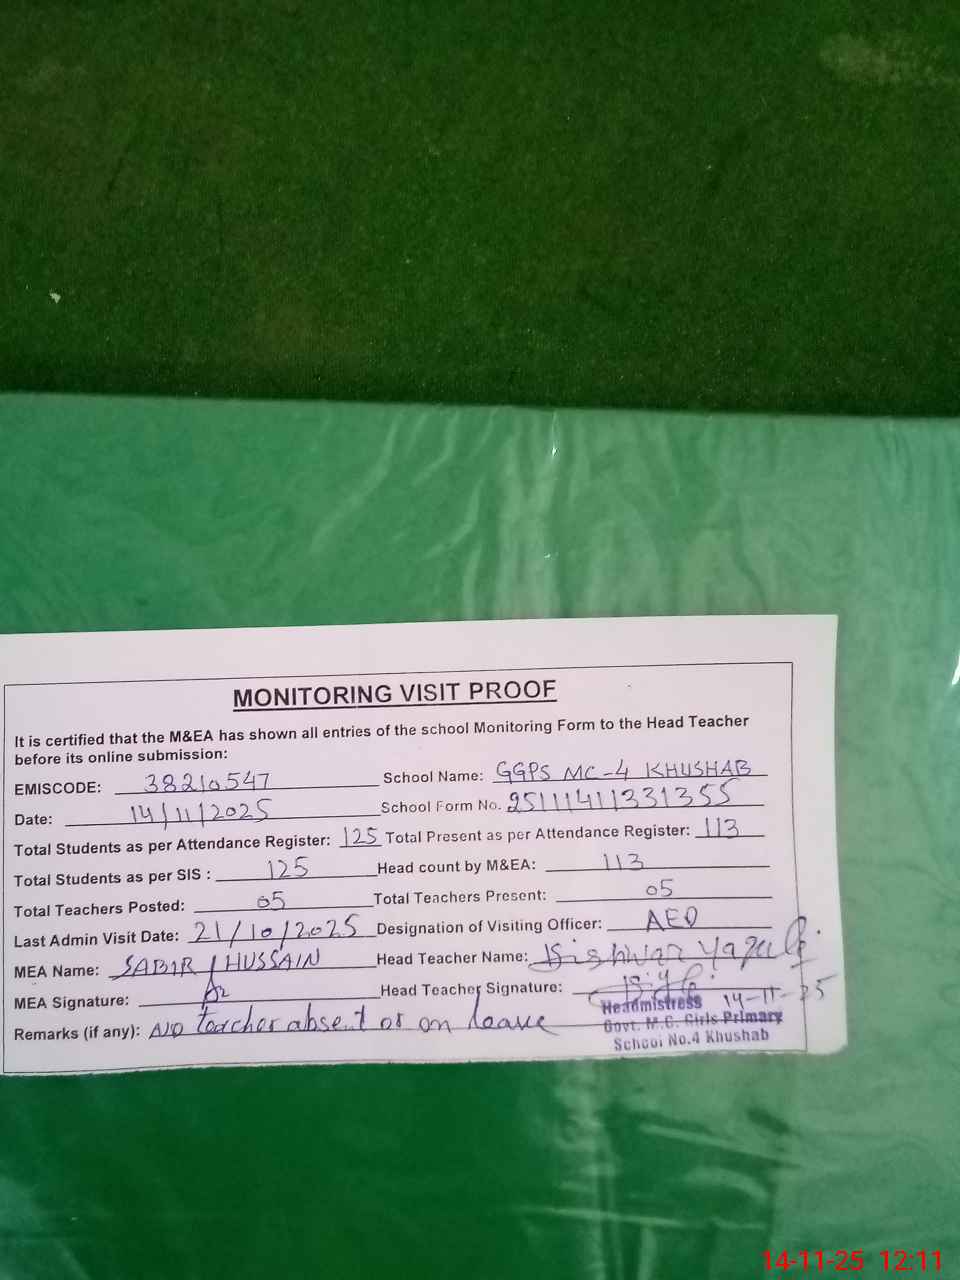 MONITORING VISIT PROOF
It is certified that the M&EA has shown all entries of the school Monitoring Form to the Head Teacher
before its online submission:
EMISCODE: 38210547 School Name: GGPS MC-4 KHUSHAB
Date: 14/11/2025 School Form No. 25111411331355
Total Students as per Attendance Register: 125 Total Present as per Attendance Register: 113
Total Students as per SIS : 125 Head count by M&EA: 113
Total Teachers Posted: 05 Total Teachers Present: 05
Last Admin Visit Date: 21/10/2025 Designation of Visiting Officer: AEO
MEA Name: SABIR HUSSAIN Head Teacher Name: Kishwar
MEA Signature: Head Teacher Signature:
Remarks (if any): No teacher absent or on leave
Headmistress 14-11-25
Govt. M.C. Girls Primary
School No.4 Khushab
14-11-25 12:11